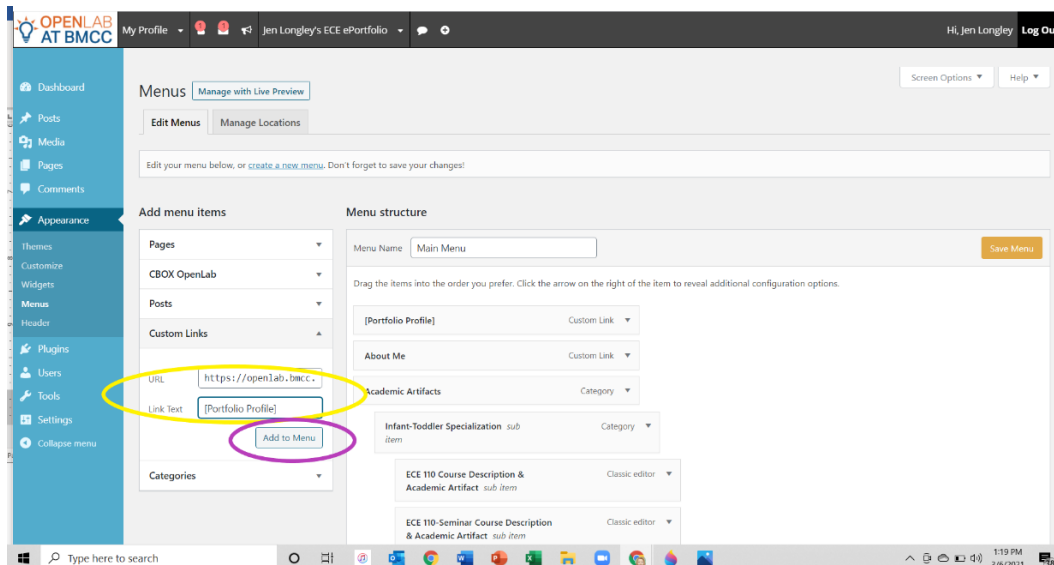 OPENLAB
AT BMCC
My Profile
1
1
Jen Longley's ECE ePortfolio
Hi, Jen Longley
Log Ou
Screen Options
Help
Dashboard
Posts
Media
Pages
Comments
Appearance
Themes
Customize
Widgets
Menus
Header
Plugins
Users
Tools
Settings
Collapse menu
Menus
Manage with Live Preview
Edit Menus
Manage Locations
Edit your menu below, or create a new menu. Don't forget to save your changes!
Add menu items
Pages
CBOX OpenLab
Posts
Custom Links
URL
https://openlab.bmcc.
Link Text
[Portfolio Profile]
Add to Menu
Categories
Menu structure
Menu Name
Main Menu
Save Menu
Drag the items into the order you prefer. Click the arrow on the right of the item to reveal additional configuration options.
[Portfolio Profile]
Custom Link
About Me
Custom Link
Academic Artifacts
Category
Infant-Toddler Specialization sub
item
Category
ECE 110 Course Description &
Academic Artifact sub item
Classic editor
ECE 110-Seminar Course Description
& Academic Artifact sub item
Classic editor
Type here to search
1:19 PM